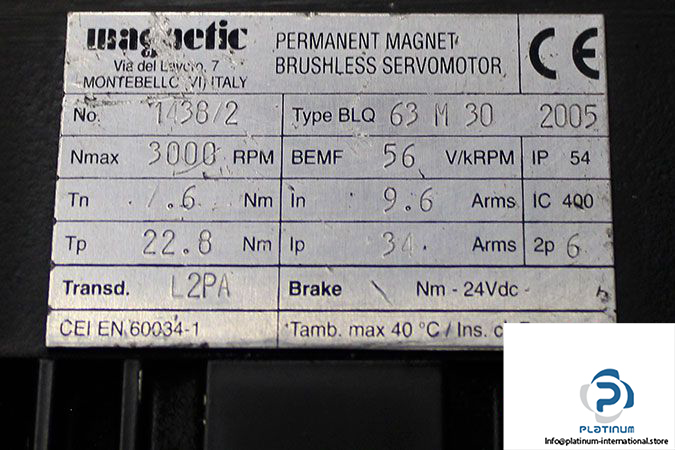 magnetic
Via del Lavoro, 7
MONTEBELLO (VI) ITALY
PERMANENT MAGNET
BRUSHLESS SERVOMOTOR
CE
No. 1438/2 Type BLQ 63 M 30 2005
Nmax 3000 RPM BEMF 56 V/kRPM IP 54
Tn .6 Nm In 9.6 Arms IC 400
Tp 22.8 Nm Ip 34. Arms 2p 6
Transd. L2PA Brake \ Nm - 24Vdc -
CEI EN 60034-1 Tamb. max 40 °C / Ins.
P
PLATINUM
Info@platinum-international.store